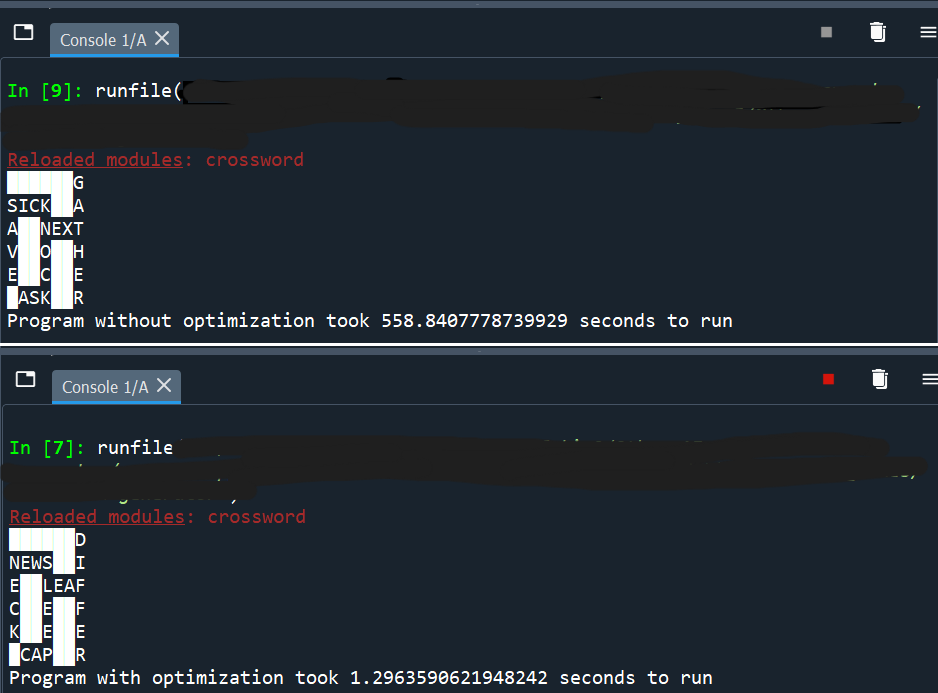 Console 1/A
In [9]: runfile(
Reloaded modules: crossword
██████G
SICK██A
A██NEXT
V██O██H
E██C██E
█ASK██R
Program without optimization took 558.8407778739929 seconds to run
Console 1/A
In [7]: runfile
Reloaded modules: crossword
██████D
NEWS██I
E██LEAF
C██E██F
K██E██E
█CAP██R
Program with optimization took 1.2963590621948242 seconds to run